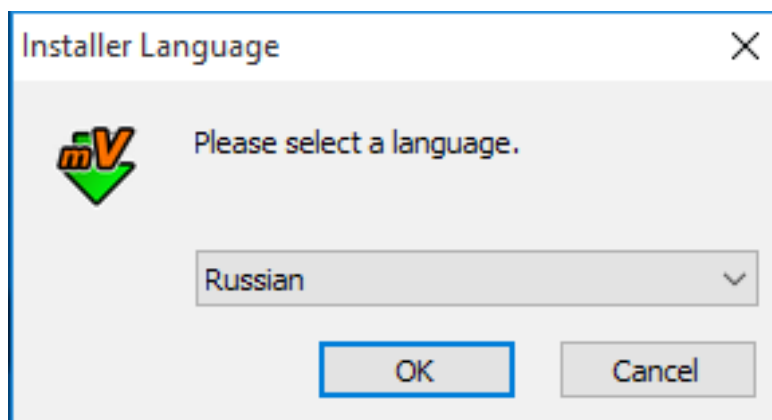 Installer Language
mV
Please select a language.
Russian
OK
Cancel